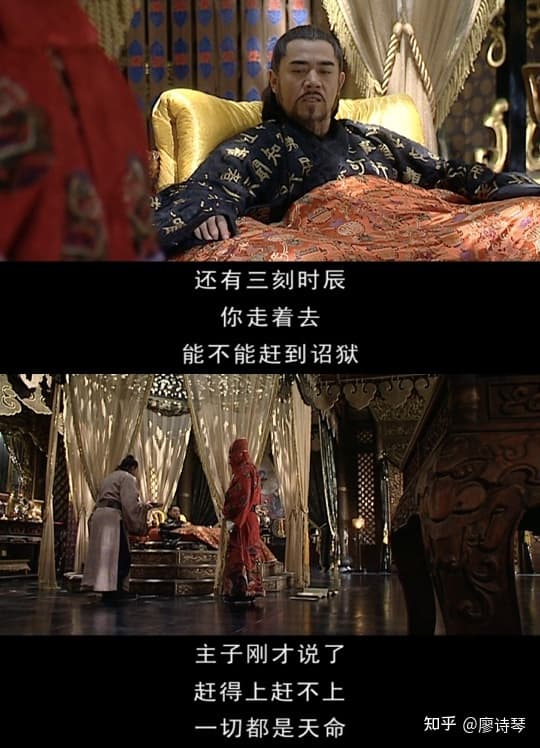 还有三刻时辰
你走着去
能不能赶到诏狱
主子刚才说了
赶得上赶不上
一切都是天命
知乎 @廖诗琴